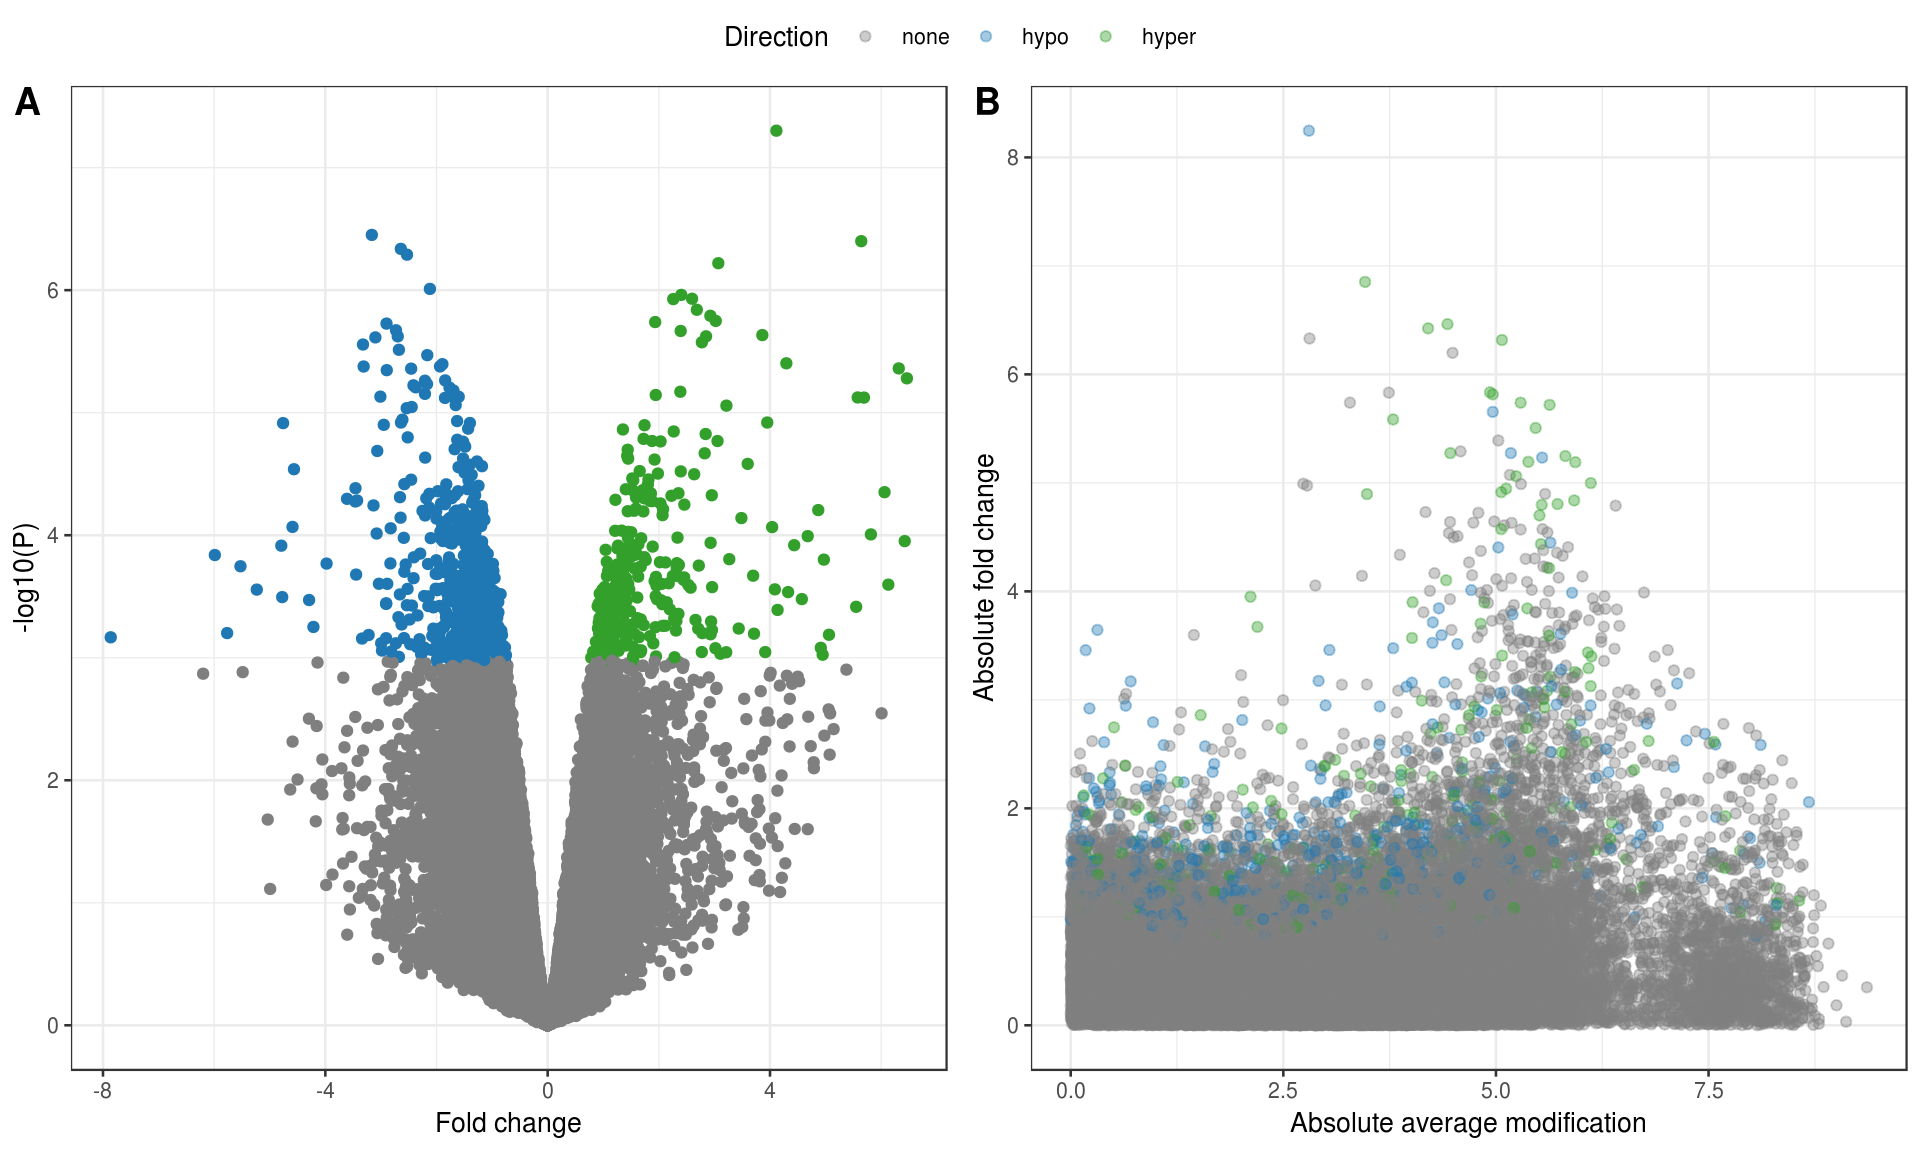 Direction none hypo hyper
A
B
-log10(P)
6
4
2
0
-8 -4 0 4
Fold change
Absolute fold change
8
6
4
2
0
0.0 2.5 5.0 7.5
Absolute average modification